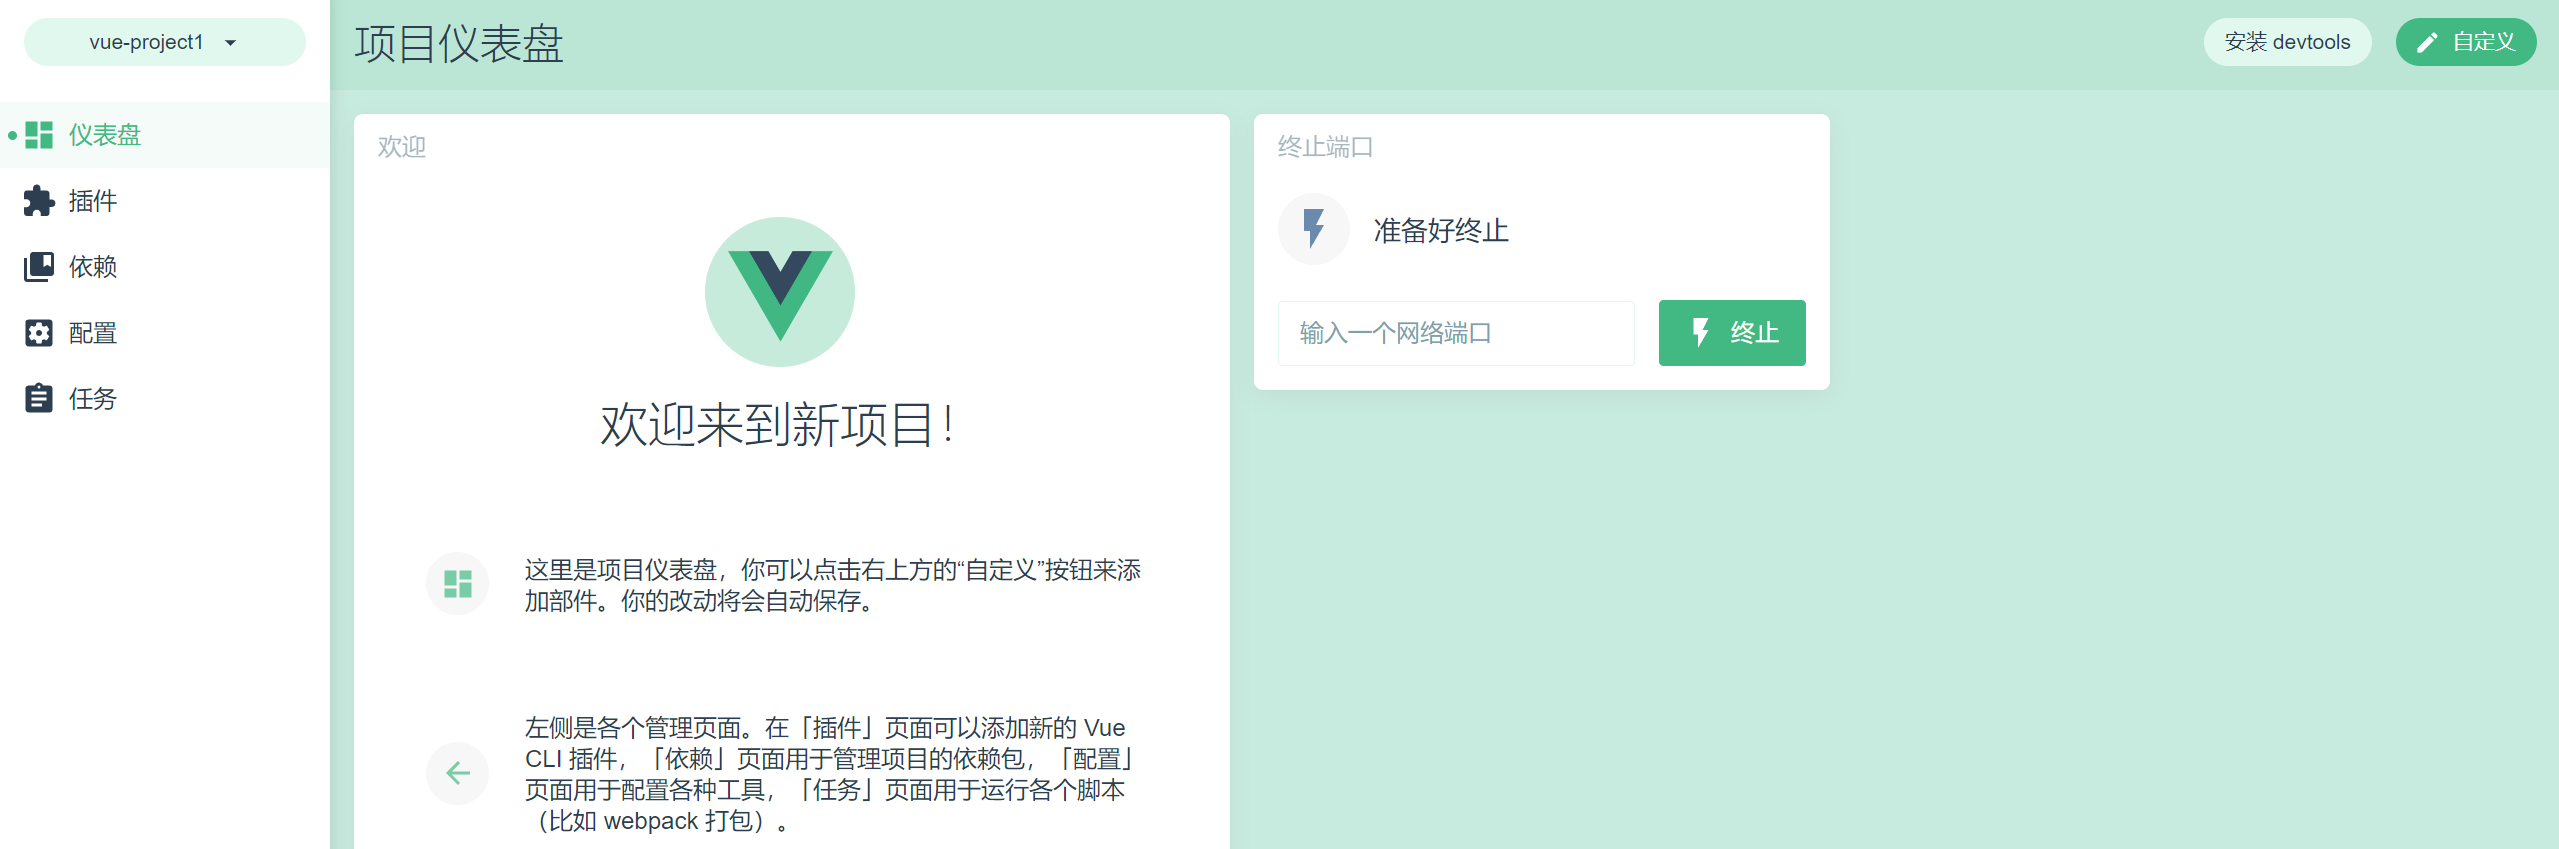 vue-project1
仪表盘
插件
依赖
配置
任务
项目仪表盘
安装 devtools
自定义
欢迎
欢迎来到新项目！
这里是项目仪表盘，你可以点击右上方的“自定义”按钮来添
加部件。你的改动将会自动保存。
左侧是各个管理页面。在「插件」页面可以添加新的 Vue
CLI 插件，「依赖」页面用于管理项目的依赖包，「配置」
页面用于配置各种工具，「任务」页面用于运行各个脚本
（比如 webpack 打包）。
终止端口
准备好终止
输入一个网络端口
终止